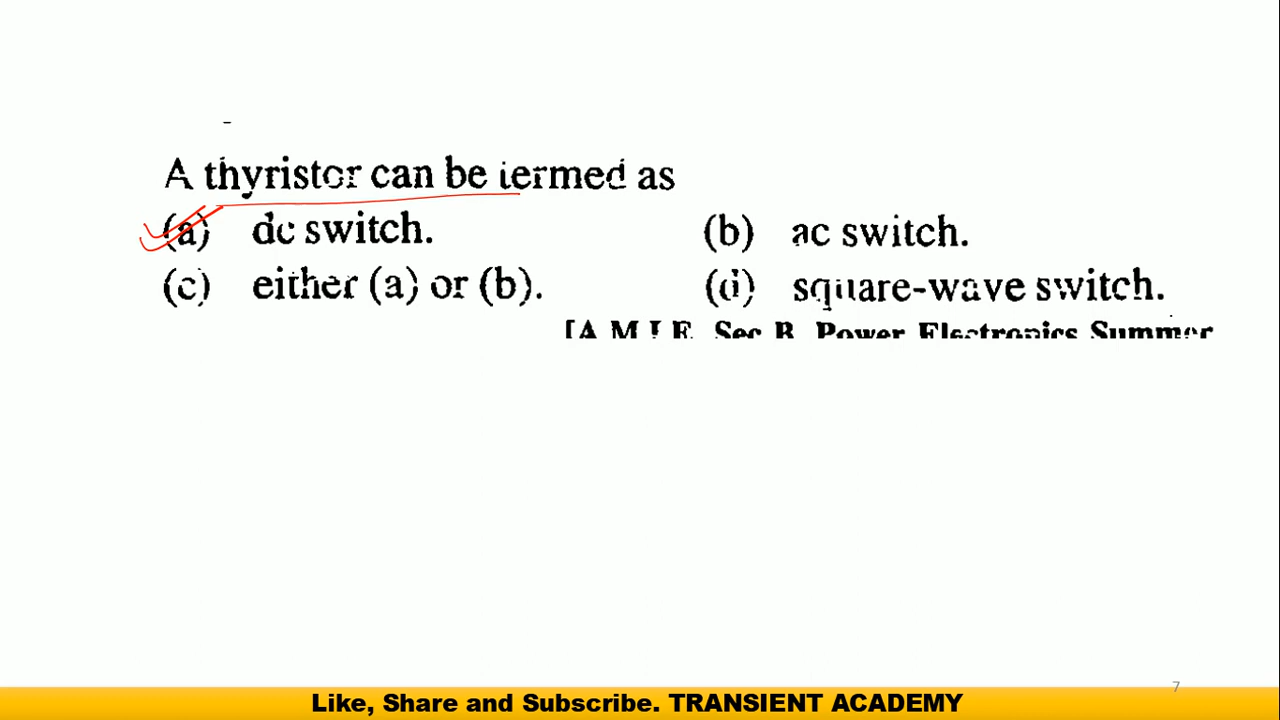 A thyristor can be termed as
(a) dc switch. (b) ac switch.
(c) either (a) or (b). (d) square-wave switch.
[A.M.I.E. Sec B. Power Electronics Summer
7
Like, Share and Subscribe. TRANSIENT ACADEMY